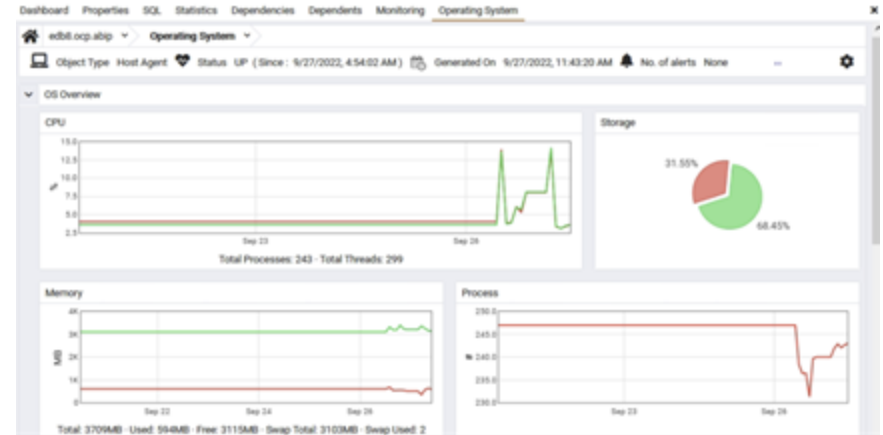 Dashboard Properties SQL Statistics Dependencies Dependents Monitoring Operating System
edb8.ocp.abip Operating System
Object Type Host Agent Status UP (Since: 9/27/2022, 4:54:02 AM) Generated On 9/27/2022, 11:43:20 AM No. of alerts None
OS Overview
CPU
15.0
12.5
10.0
7.5
5.0
2.5
%
Sep 23 Sep 26
Total Processes: 243 - Total Threads: 299
Storage
31.55%
68.45%
Memory
4K
3K
2K
1K
0
MB
Sep 22 Sep 24 Sep 26
Total: 3709MB - Used: 594MB - Free: 3115MB - Swap Total: 3103MB - Swap Used: 2
Process
250.0
245.0
240.0
235.0
230.0
#
Sep 23 Sep 26